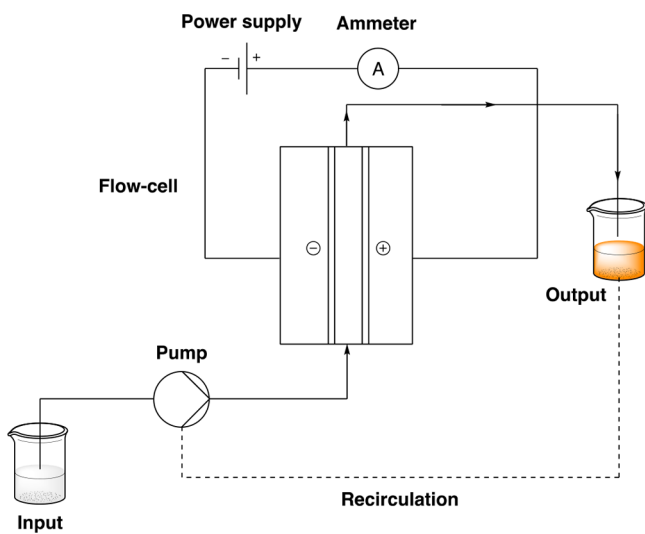 Power supply
Ammeter
− +
A
Flow-cell
− +
Output
Pump
Recirculation
Input